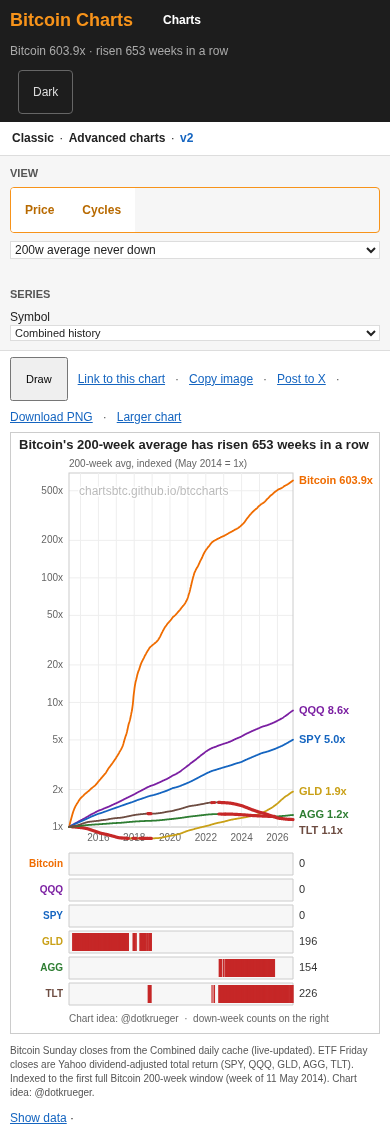 Bitcoin Charts Charts
Bitcoin 603.9x · risen 653 weeks in a row
Dark
Classic · Advanced charts · v2
VIEW
Price Cycles
200w average never down
SERIES
Symbol
Combined history
Draw Link to this chart · Copy image · Post to X ·
Download PNG · Larger chart
Bitcoin's 200-week average has risen 653 weeks in a row
200-week avg, indexed (May 2014 = 1x)
chartsbtc.github.io/btccharts
Bitcoin 603.9x
500x
200x
100x
50x
20x
10x
QQQ 8.6x
5x
SPY 5.0x
2x
GLD 1.9x
AGG 1.2x
1x
TLT 1.1x
2016 2018 2020 2022 2024 2026
Bitcoin 0
QQQ 0
SPY 0
GLD 196
AGG 154
TLT 226
Chart idea: @dotkrueger · down-week counts on the right
Bitcoin Sunday closes from the Combined daily cache (live-updated). ETF Friday
closes are Yahoo dividend-adjusted total return (SPY, QQQ, GLD, AGG, TLT).
Indexed to the first full Bitcoin 200-week window (week of 11 May 2014). Chart
idea: @dotkrueger.
Show data ·